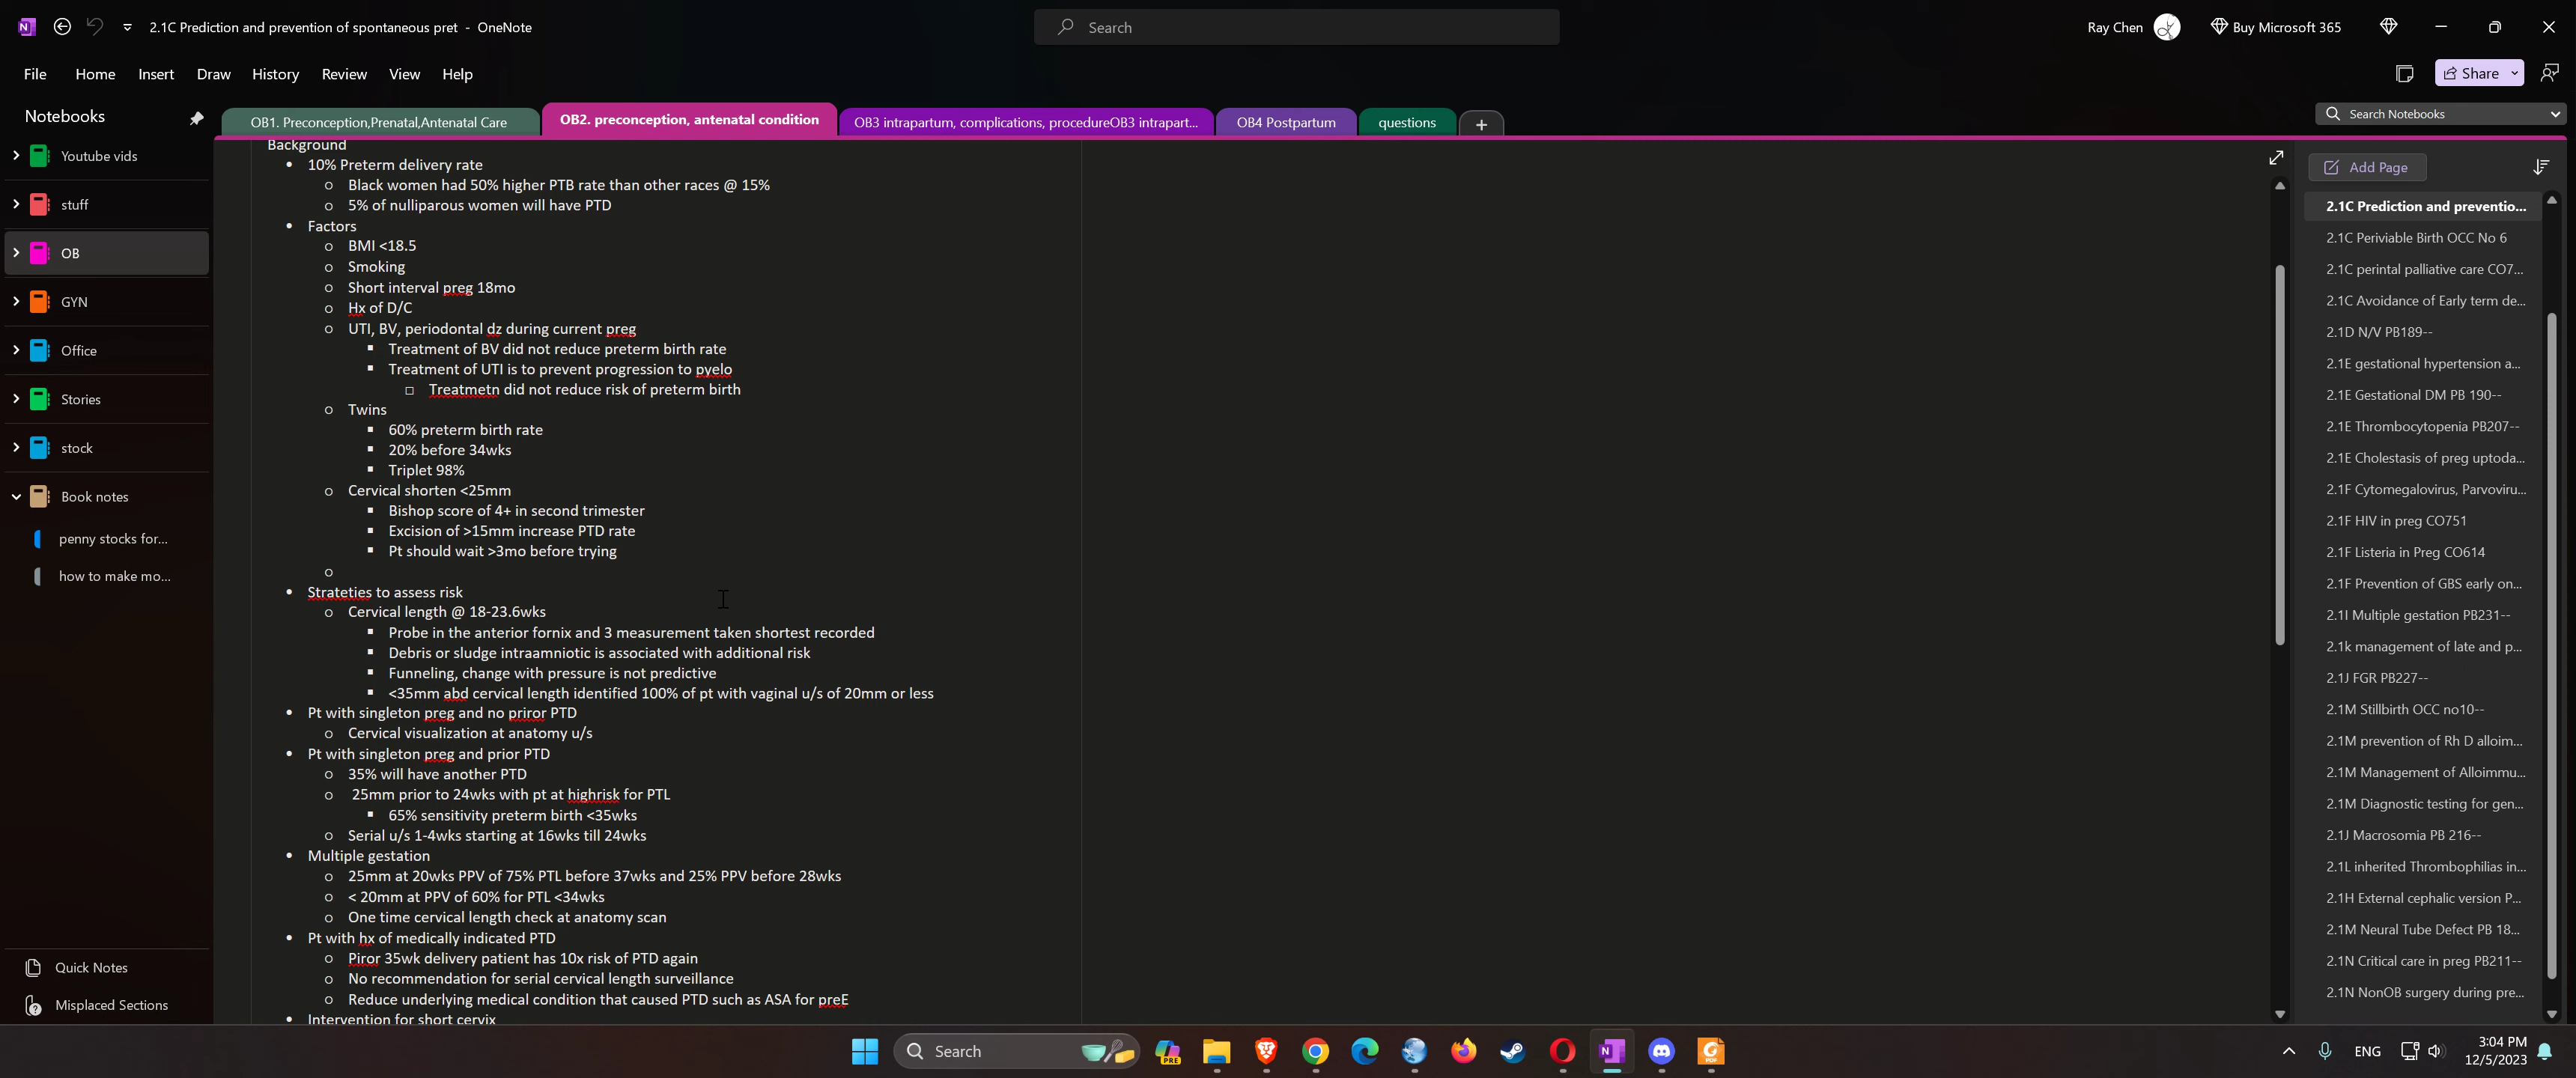 2.1C Prediction and prevention of spontaneous pret - OneNote
Search
Ray Chen
Buy Microsoft 365
File Home Insert Draw History Review View Help
Share
Notebooks
OB1. Preconception,Prenatal,Antenatal Care
OB2. preconception, antenatal condition
OB3 intrapartum, complications, procedureOB3 intrapart...
OB4 Postpartum
questions
+
Search Notebooks
Youtube vids
stuff
OB
GYN
Office
Stories
stock
Book notes
penny stocks for...
how to make mo...
Quick Notes
Misplaced Sections
Background
• 10% Preterm delivery rate
o Black women had 50% higher PTB rate than other races @ 15%
o 5% of nulliparous women will have PTD
• Factors
o BMI <18.5
o Smoking
o Short interval preg 18mo
o Hx of D/C
o UTI, BV, periodontal dz during current preg
▪ Treatment of BV did not reduce preterm birth rate
▪ Treatment of UTI is to prevent progression to pyelo
□ Treatmetn did not reduce risk of preterm birth
o Twins
▪ 60% preterm birth rate
▪ 20% before 34wks
▪ Triplet 98%
o Cervical shorten <25mm
▪ Bishop score of 4+ in second trimester
▪ Excision of >15mm increase PTD rate
▪ Pt should wait >3mo before trying
o
• Strateties to assess risk
o Cervical length @ 18-23.6wks
▪ Probe in the anterior fornix and 3 measurement taken shortest recorded
▪ Debris or sludge intraamniotic is associated with additional risk
▪ Funneling, change with pressure is not predictive
▪ <35mm abd cervical length identified 100% of pt with vaginal u/s of 20mm or less
• Pt with singleton preg and no priror PTD
o Cervical visualization at anatomy u/s
• Pt with singleton preg and prior PTD
o 35% will have another PTD
o 25mm prior to 24wks with pt at highrisk for PTL
▪ 65% sensitivity preterm birth <35wks
o Serial u/s 1-4wks starting at 16wks till 24wks
• Multiple gestation
o 25mm at 20wks PPV of 75% PTL before 37wks and 25% PPV before 28wks
o < 20mm at PPV of 60% for PTL <34wks
o One time cervical length check at anatomy scan
• Pt with hx of medically indicated PTD
o Piror 35wk delivery patient has 10x risk of PTD again
o No recommendation for serial cervical length surveillance
o Reduce underlying medical condition that caused PTD such as ASA for preE
• Intervention for short cervix
Add Page
2.1C Prediction and preventio...
2.1C Periviable Birth OCC No 6
2.1C perintal palliative care CO7...
2.1C Avoidance of Early term de...
2.1D N/V PB189--
2.1E gestational hypertension a...
2.1E Gestational DM PB 190--
2.1E Thrombocytopenia PB207--
2.1E Cholestasis of preg uptoda...
2.1F Cytomegalovirus, Parvoviru...
2.1F HIV in preg CO751
2.1F Listeria in Preg CO614
2.1F Prevention of GBS early on...
2.1I Multiple gestation PB231--
2.1k management of late and p...
2.1J FGR PB227--
2.1M Stillbirth OCC no10--
2.1M prevention of Rh D alloim...
2.1M Management of Alloimmu...
2.1M Diagnostic testing for gen...
2.1J Macrosomia PB 216--
2.1L inherited Thrombophilias in...
2.1H External cephalic version P...
2.1M Neural Tube Defect PB 18...
2.1N Critical care in preg PB211--
2.1N NonOB surgery during pre...
Search
PRE
PDF
ENG
3:04 PM
12/5/2023